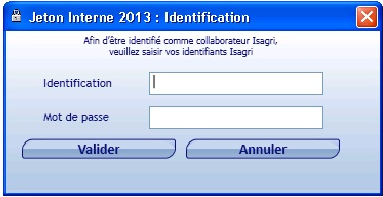 Jeton Interne 2013 : Identification
Afin d'être identifié comme collaborateur Isagri,
veuillez saisir vos identifiants Isagri
Identification
Mot de passe
Valider Annuler